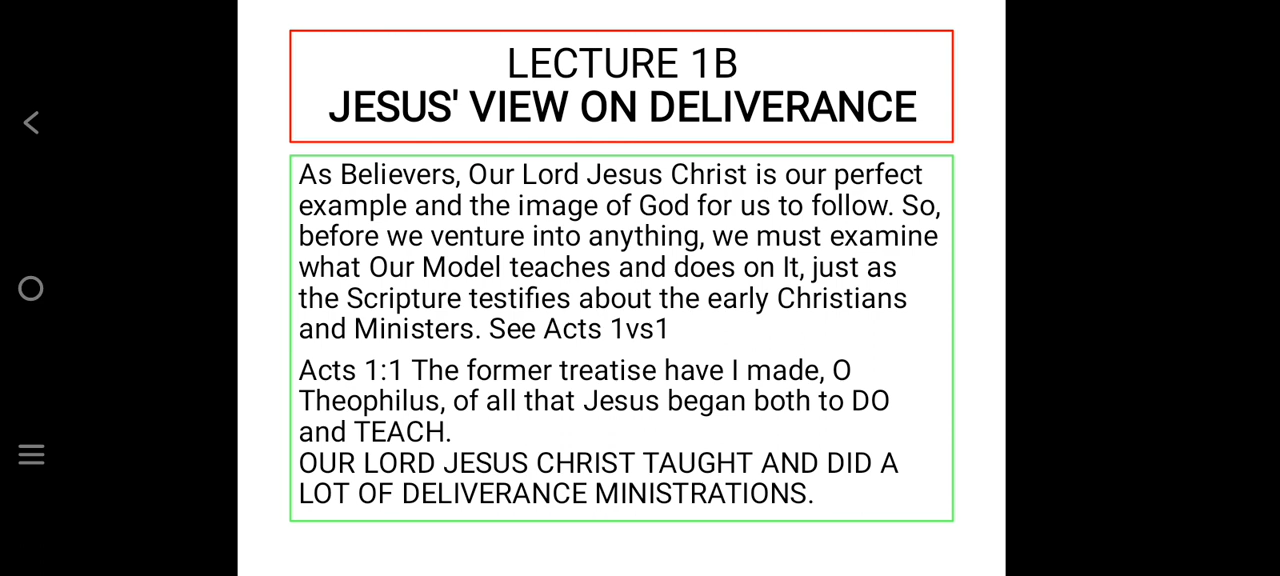 LECTURE 1B
JESUS' VIEW ON DELIVERANCE
As Believers, Our Lord Jesus Christ is our perfect
example and the image of God for us to follow. So,
before we venture into anything, we must examine
what Our Model teaches and does on It, just as
the Scripture testifies about the early Christians
and Ministers. See Acts 1vs1
Acts 1:1 The former treatise have I made, O
Theophilus, of all that Jesus began both to DO
and TEACH.
OUR LORD JESUS CHRIST TAUGHT AND DID A
LOT OF DELIVERANCE MINISTRATIONS.